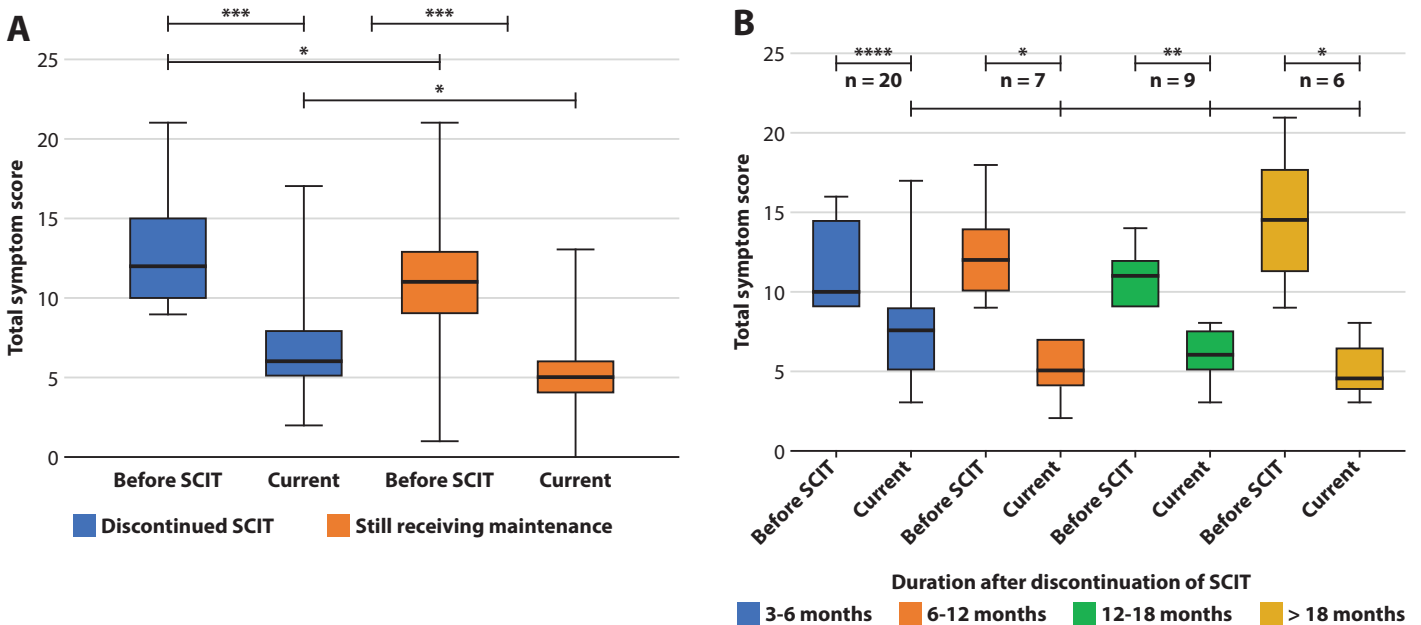 A
***
***
*
*
Total symptom score
25
20
15
10
5
0
Before SCIT
Current
Before SCIT
Current
Discontinued SCIT
Still receiving maintenance
B
****
*
**
*
n = 20
n = 7
n = 9
n = 6
Total symptom score
25
20
15
10
5
0
Before SCIT
Current
Before SCIT
Current
Before SCIT
Current
Before SCIT
Current
Duration after discontinuation of SCIT
3-6 months
6-12 months
12-18 months
> 18 months